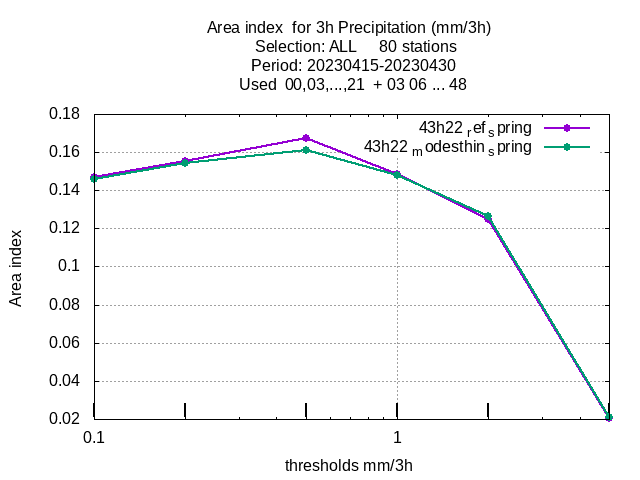 Area index  for 3h Precipitation (mm/3h)
Selection: ALL     80 stations
Period: 20230415-20230430
Used  00,03,...,21  + 03 06 ... 48
43h22 ref spring
43h22 modesthin spring
0.18
0.16
0.14
0.12
0.1
0.08
0.06
0.04
0.02
Area index
0.1
1
thresholds mm/3h